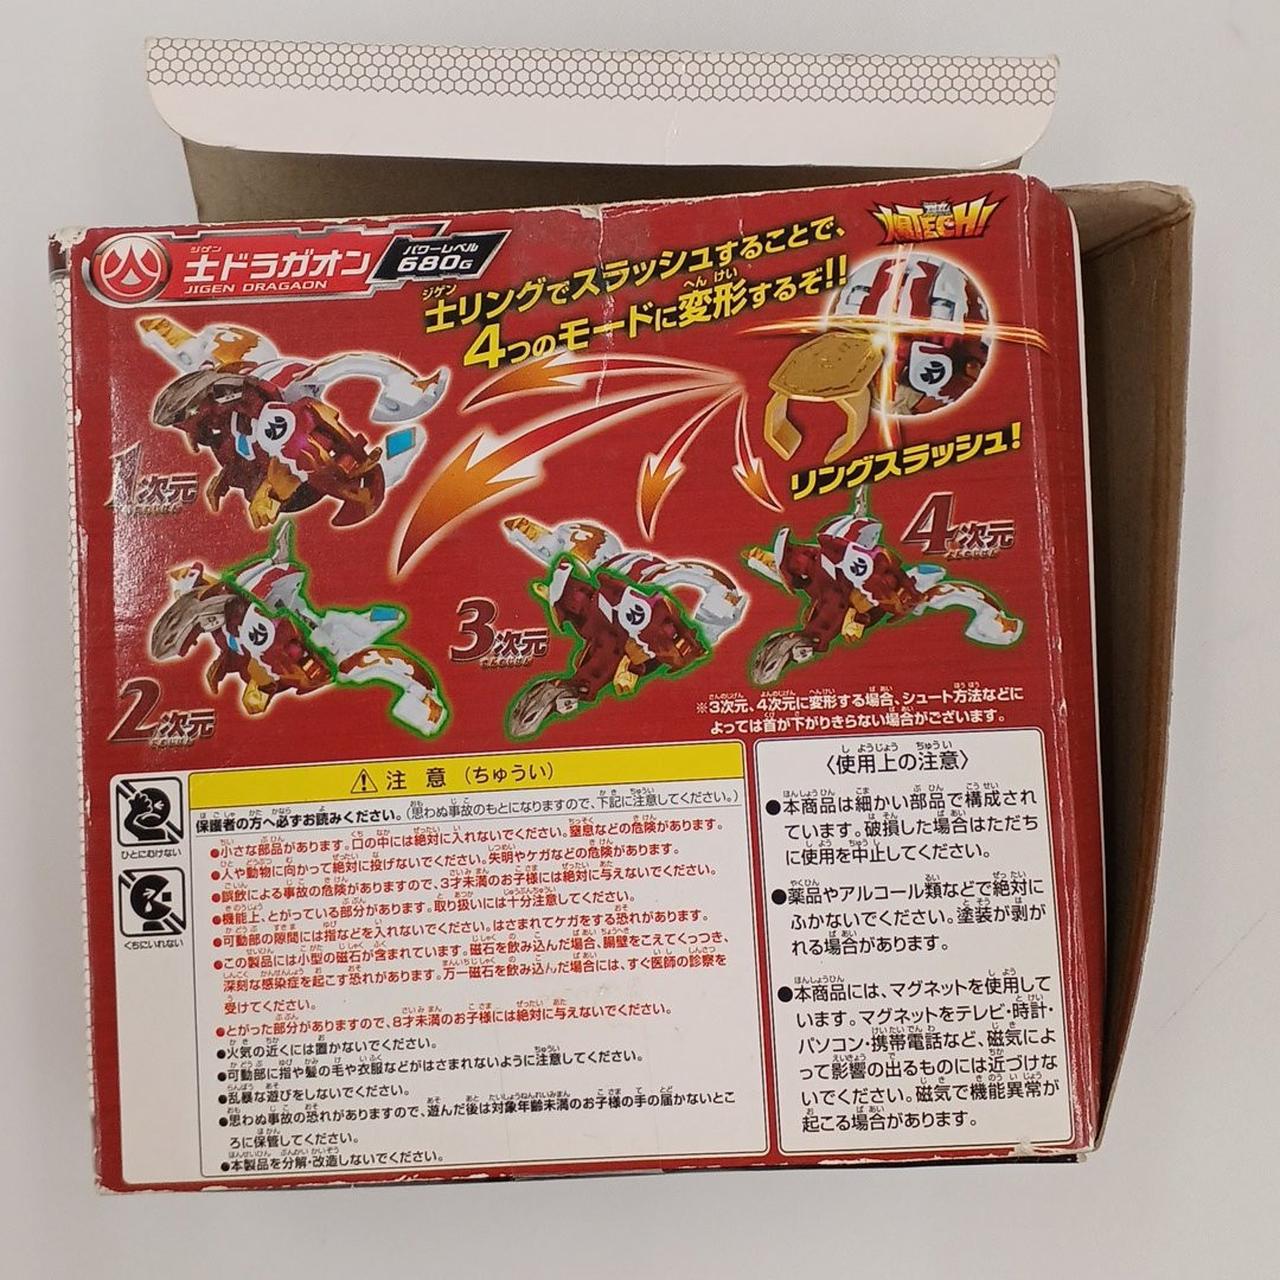 士ドラガオン
JIGEN DRAGAON
パワーレベル
680G
爆TECH!
士リングでスラッシュすることで、
4つのモードに変形するぞ!!
リングスラッシュ!
1次元
2次元
3次元
4次元
※3次元、4次元に変形する場合、シュート方法などに
よっては首が下がりきらない場合がございます。
ひとにむけない
くちにいれない
注意(ちゅうい)
保護者の方へ必ずお読みください。(思わぬ事故のもとになりますので、下記に注意してください。)
●小さな部品があります。口の中には絶対に入れないでください。窒息などの危険があります。
●人や動物に向かって絶対に投げないでください。失明やケガなどの危険があります。
●誤飲による事故の危険がありますので、3才未満のお子様には絶対に与えないでください。
●機能上、とがっている部分があります。取り扱いには十分注意してください。
●可動部の隙間には指などを入れないでください。はさまれてケガをする恐れがあります。
●この製品には小型の磁石が含まれています。磁石を飲み込んだ場合、腸壁をこえてくっつき、
深刻な感染症を起こす恐れがあります。万一磁石を飲み込んだ場合には、すぐ医師の診察を
受けてください。
●とがった部分がありますので、8才未満のお子様には絶対に与えないでください。
●火気の近くには置かないでください。
●可動部に指や髪の毛や衣服などがはさまれないように注意してください。
●乱暴な遊びをしないでください。
●思わぬ事故の恐れがありますので、遊んだ後は対象年齢未満のお子様の手の届かないとこ
ろに保管してください。
●本製品を分解・改造しないでください。
〈使用上の注意〉
●本商品は細かい部品で構成され
ています。破損した場合はただち
に使用を中止してください。
●薬品やアルコール類などで絶対に
ふかないでください。塗装が剥が
れる場合があります。
●本商品には、マグネットを使用して
います。マグネットをテレビ・時計・
パソコン・携帯電話など、磁気によ
って影響の出るものには近づけな
いでください。磁気で機能異常が
起こる場合があります。